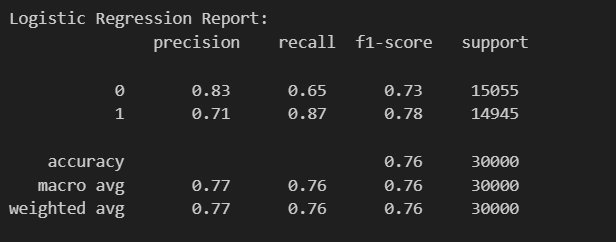 Logistic Regression Report:
precision recall f1-score support
0 0.83 0.65 0.73 15055
1 0.71 0.87 0.78 14945
accuracy 0.76 30000
macro avg 0.77 0.76 0.76 30000
weighted avg 0.77 0.76 0.76 30000